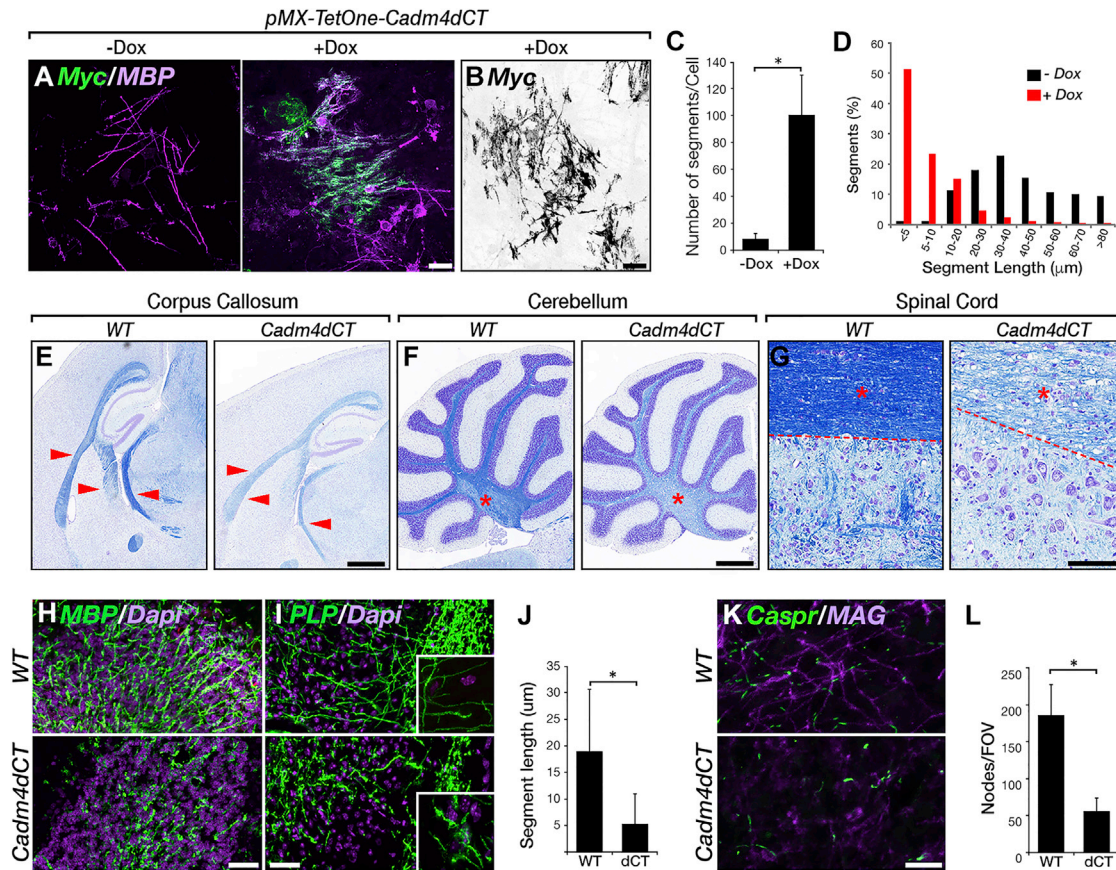 pMX-TetOne-Cadm4dCT
-Dox
+Dox
+Dox
A Myc/MBP
B Myc
C
Number of segments/Cell
140
120
100
80
60
40
20
0
*
-Dox +Dox
D
Segments (%)
60
50
40
30
20
10
0
- Dox
+ Dox
<5 5-10 10-20 20-30 30-40 40-50 50-60 60-70 >80
Segment Length (μm)
Corpus Callosum
WT
Cadm4dCT
E
Cerebellum
WT
Cadm4dCT
F
*
*
Spinal Cord
WT
Cadm4dCT
G
*
*
H MBP/Dapi
I PLP/Dapi
WT
Cadm4dCT
J
Segment length (um)
35
30
25
20
15
10
5
*
WT dCT
K Caspr/MAG
WT
Cadm4dCT
L
Nodes/FOV
250
200
150
100
50
0
*
WT dCT